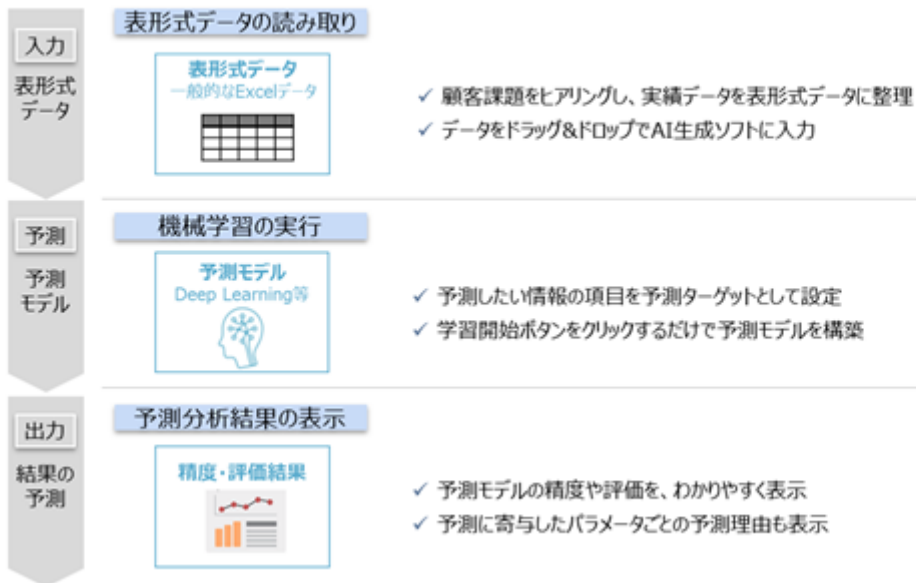 表形式データの読み取り
入力
表形式
データ
表形式データ
一般的なExcelデータ
✓ 顧客課題をヒアリングし、実績データを表形式データに整理
✓ データをドラッグ&ドロップでAI生成ソフトに入力
機械学習の実行
予測
予測
モデル
予測モデル
Deep Learning等
✓ 予測したい情報の項目を予測ターゲットとして設定
✓ 学習開始ボタンをクリックするだけで予測モデルを構築
予測分析結果の表示
出力
結果の
予測
精度・評価結果
✓ 予測モデルの精度や評価を、わかりやすく表示
✓ 予測に寄与したパラメータごとの予測理由も表示